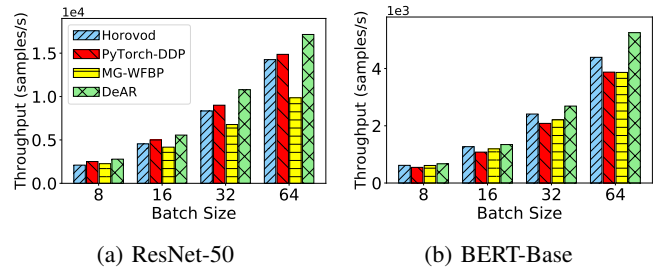 1e4
Throughput (samples/s)
1.5
1.0
0.5
0.0
Horovod
PyTorch-DDP
MG-WFBP
DeAR
8 16 32 64
Batch Size
(a) ResNet-50
1e3
Throughput (samples/s)
4
2
0
8 16 32 64
Batch Size
(b) BERT-Base